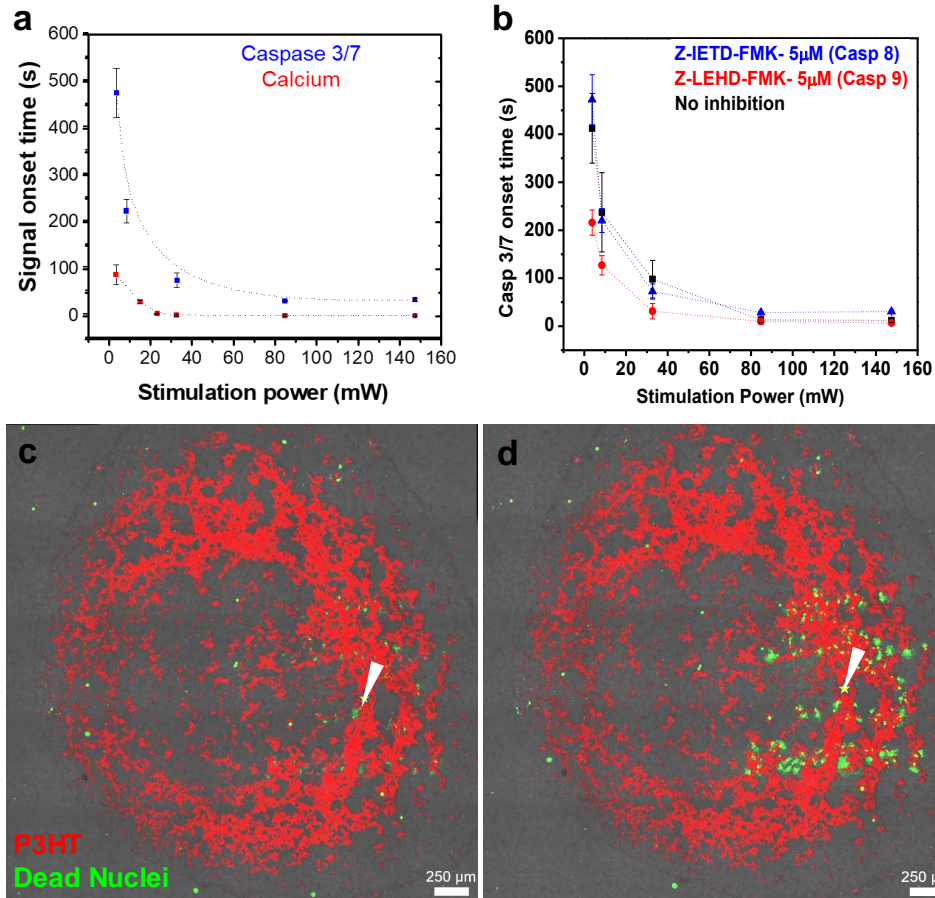 a
600
500
400
300
200
100
0
Signal onset time (s)
Caspase 3/7
Calcium
0 20 40 60 80 100 120 140 160
Stimulation power (mW)
b
600
500
400
300
200
100
0
Casp 3/7 onset time (s)
Z-IETD-FMK- 5μM (Casp 8)
Z-LEHD-FMK- 5μM (Casp 9)
No inhibition
0 20 40 60 80 100 120 140 160
Stimulation Power (mW)
c
P3HT
Dead Nuclei
250 μm
d
250 μm